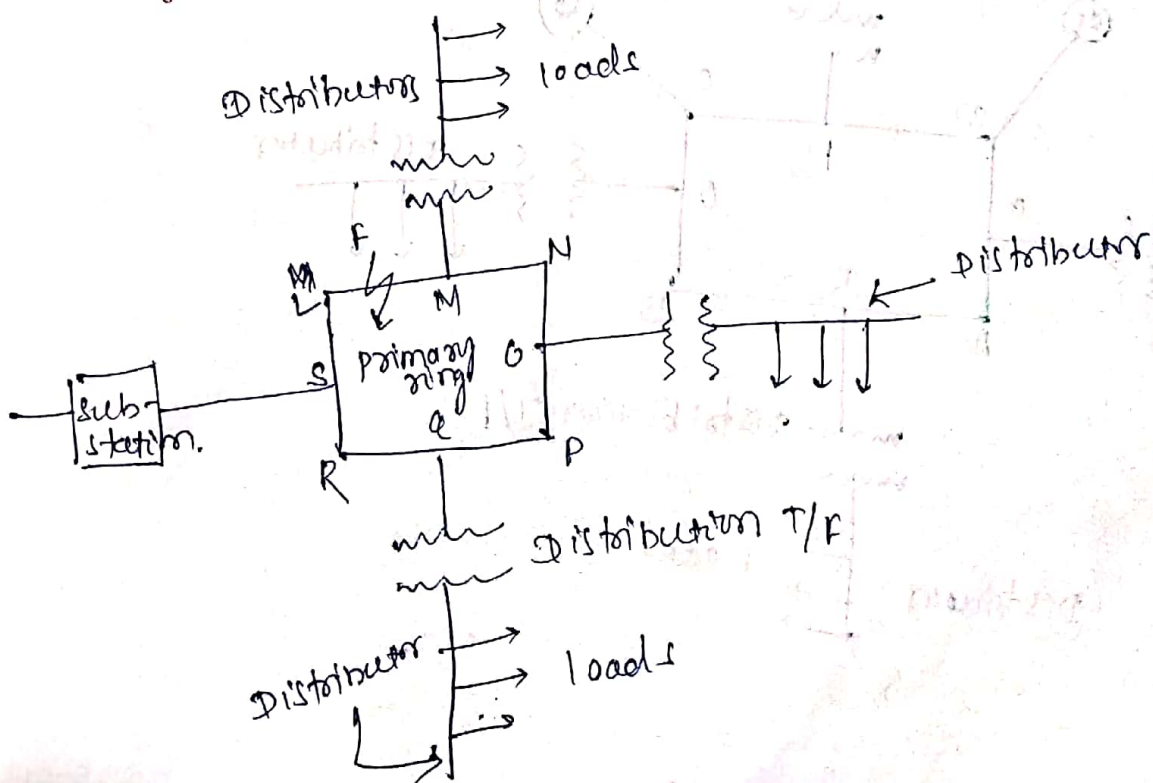 Distributors
loads
F
N
L
M
Distributor
primary
ring
O
S
Q
sub-
station.
R
P
Distribution T/F
Distributor
loads